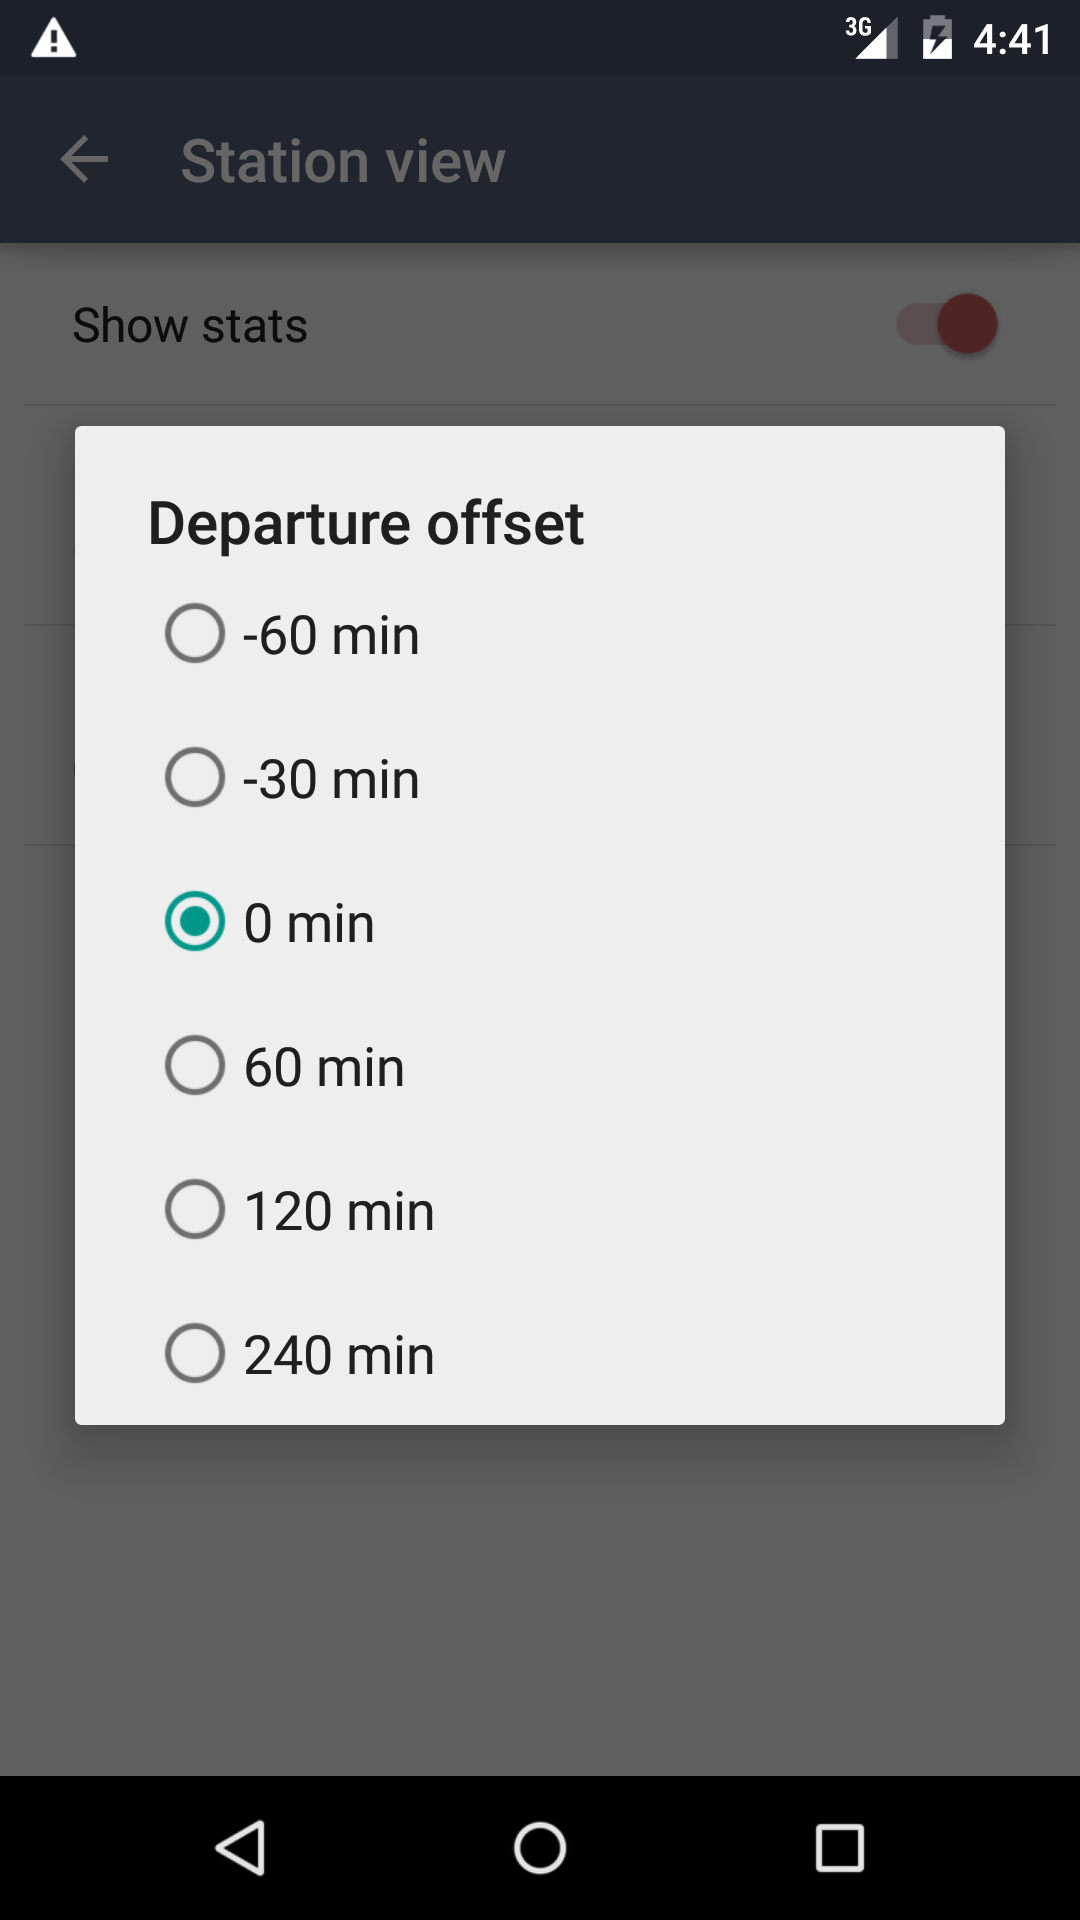 3G 4:41
Station view
Show stats
Departure offset
-60 min
-30 min
0 min
60 min
120 min
240 min